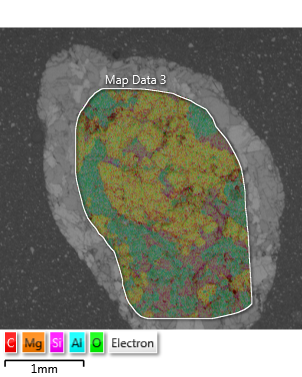 Map Data 3
C Mg Si Al O Electron
1mm